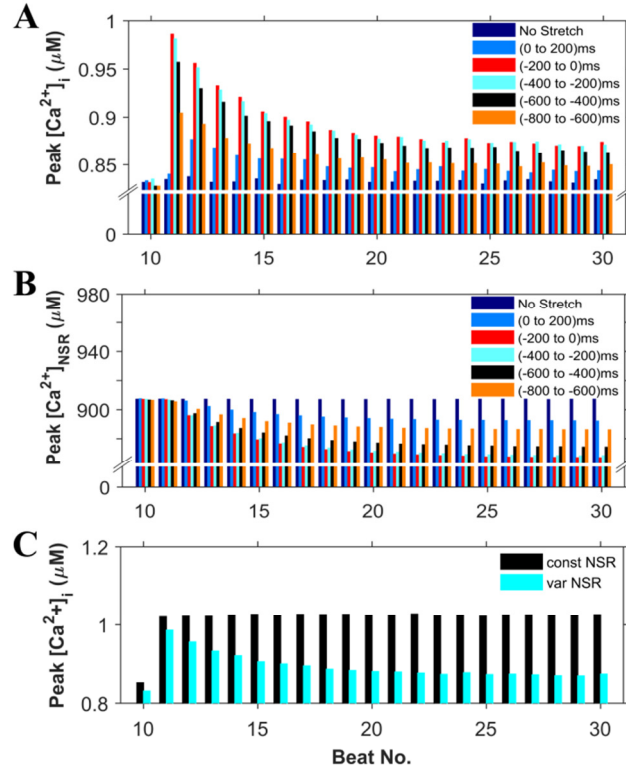 A
Peak [Ca²⁺]ᵢ (μM)
1
0.95
0.9
0.85
0
No Stretch
(0 to 200)ms
(-200 to 0)ms
(-400 to -200)ms
(-600 to -400)ms
(-800 to -600)ms
10 15 20 25 30
B
Peak [Ca²⁺]NSR (μM)
980
940
900
0
No Stretch
(0 to 200)ms
(-200 to 0)ms
(-400 to -200)ms
(-600 to -400)ms
(-800 to -600)ms
10 15 20 25 30
C
Peak [Ca²+]ᵢ (μM)
1.2
1
0.8
const NSR
var NSR
10 15 20 25 30
Beat No.